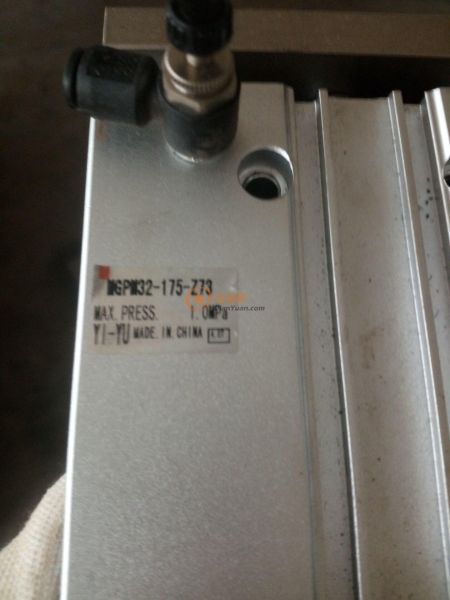 MGPM32-175-Z73
MAX. PRESS. 1.0MPa
YI-YU MADE IN CHINA